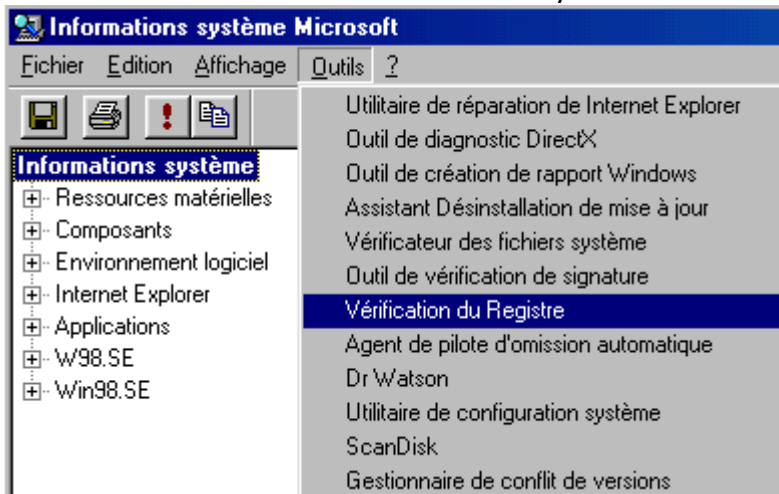 Informations système Microsoft
Fichier Edition Affichage Outils ?
Informations système
Ressources matérielles
Composants
Environnement logiciel
Internet Explorer
Applications
W98.SE
Win98.SE
Utilitaire de réparation de Internet Explorer
Outil de diagnostic DirectX
Outil de création de rapport Windows
Assistant Désinstallation de mise à jour
Vérificateur des fichiers système
Outil de vérification de signature
Vérification du Registre
Agent de pilote d'omission automatique
Dr Watson
Utilitaire de configuration système
ScanDisk
Gestionnaire de conflit de versions